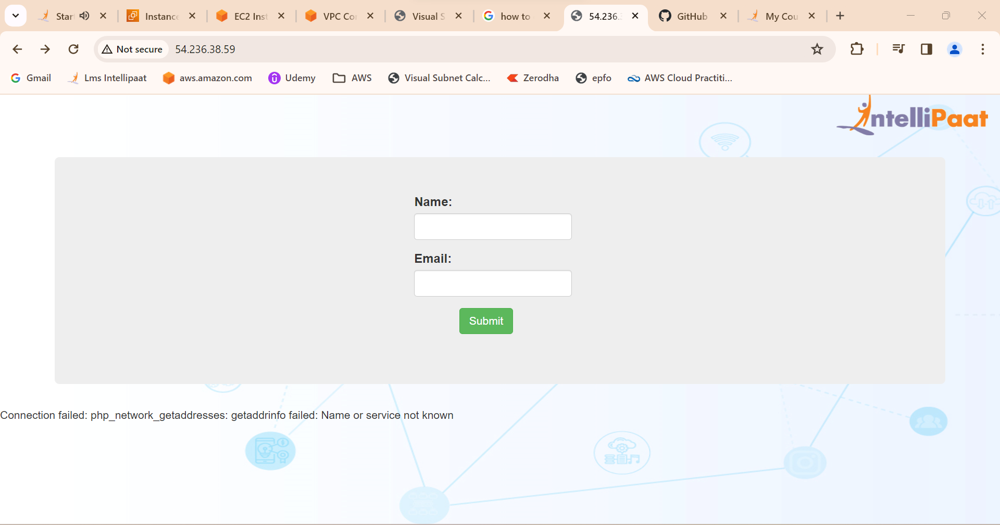 Star Instance EC2 Inst VPC Co Visual S how to 54.236. GitHub My Cou
Not secure 54.236.38.59
Gmail Lms Intellipaat aws.amazon.com Udemy AWS Visual Subnet Calc... Zerodha epfo AWS Cloud Practiti...
IntelliPaat
Name:
Email:
Submit
Connection failed: php_network_getaddresses: getaddrinfo failed: Name or service not known